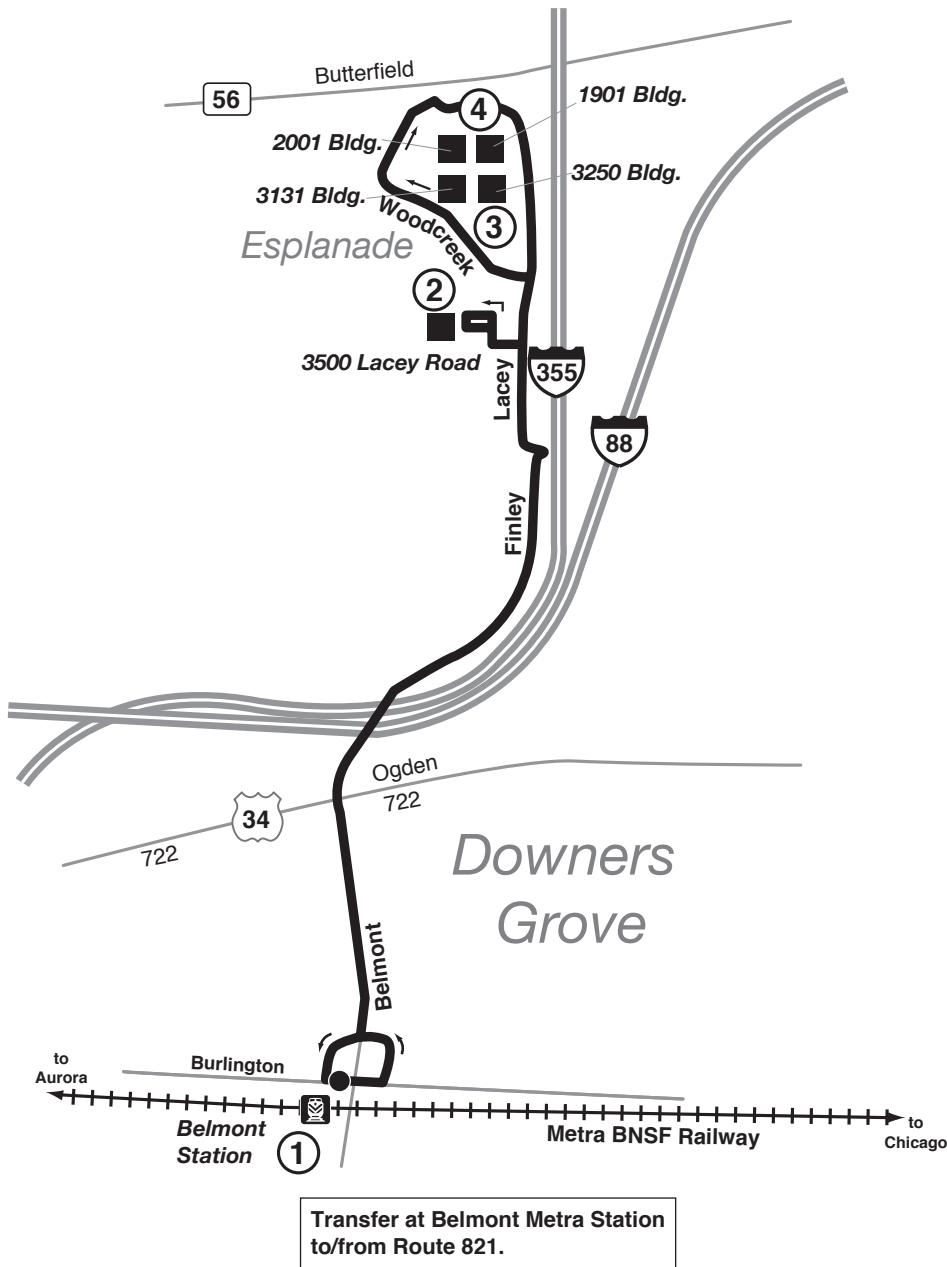 Butterfield
56
4
1901 Bldg.
2001 Bldg.
3250 Bldg.
3131 Bldg.
Woodcreek
3
Esplanade
2
3500 Lacey Road
Lacey
355
88
Finley
Ogden
722
34
722
Downers
Grove
Belmont
to
Aurora
Burlington
Belmont
Station
1
Metra BNSF Railway
to
Chicago
Transfer at Belmont Metra Station
to/from Route 821.